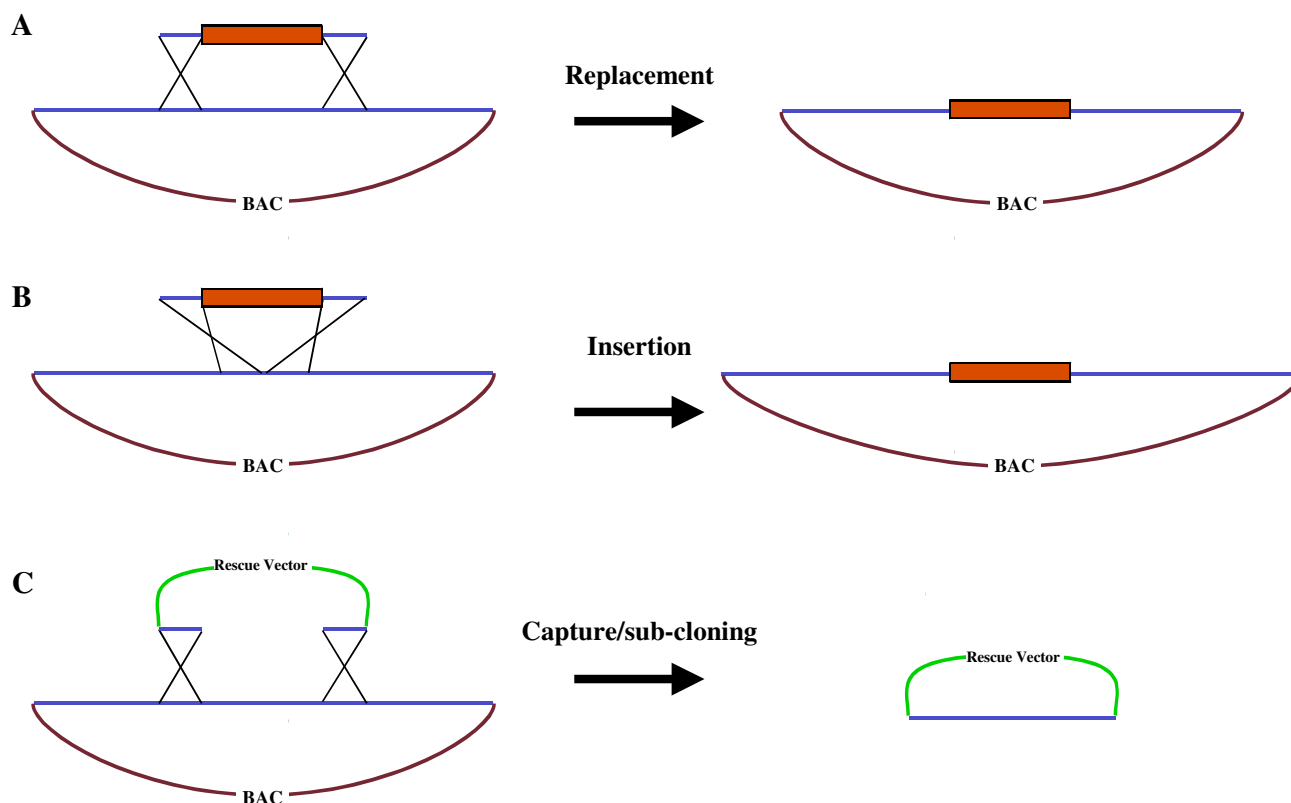 A
Replacement
BAC
BAC
B
Insertion
BAC
BAC
C
Rescue Vector
Capture/sub-cloning
Rescue Vector
BAC